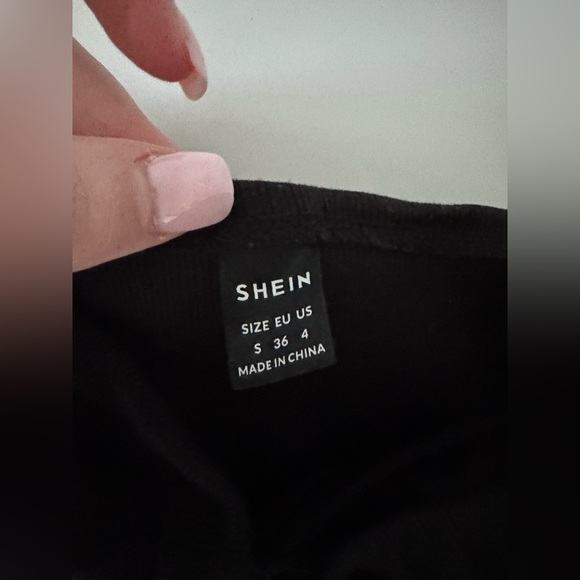 SHEIN
SIZE EU US
S 36 4
MADE IN CHINA